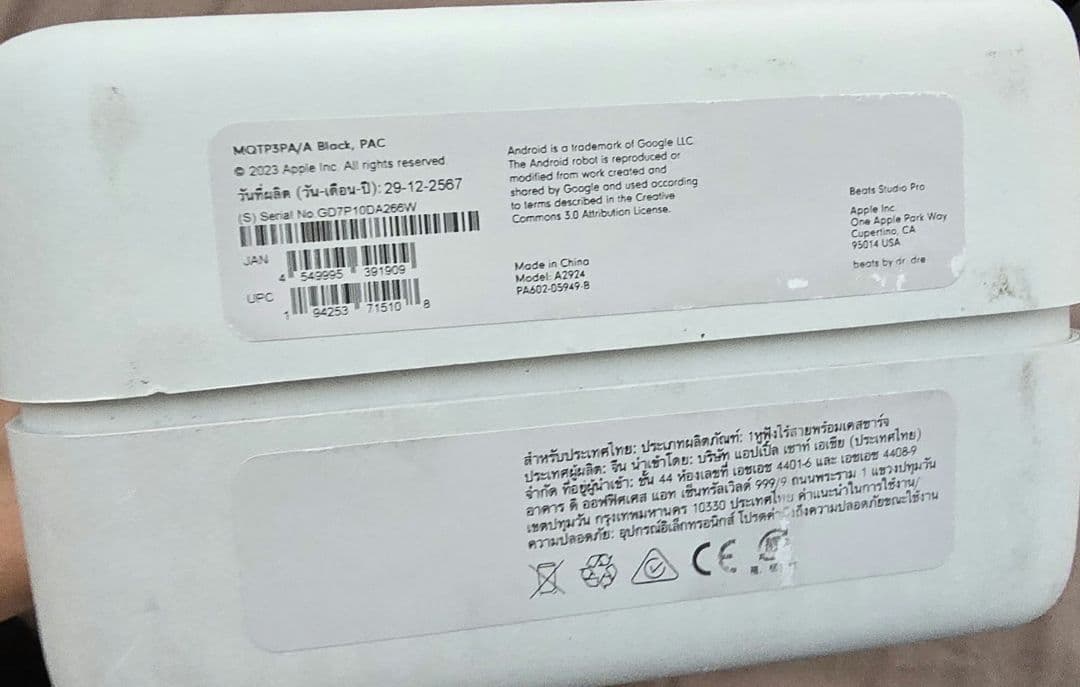 MQTP3PA/A Black, PAC
© 2023 Apple Inc. All rights reserved.
วันที่ผลิต (วัน-เดือน-ปี): 29-12-2567
(S) Serial No.GD7P10DA266W
JAN
4 549995 391909
UPC
1 94253 71510 8
Android is a trademark of Google LLC.
The Android robot is reproduced or
modified from work created and
shared by Google and used according
to terms described in the Creative
Commons 3.0 Attribution License.
Made in China
Model: A2924
PA602-05949-B
Beats Studio Pro
Apple Inc.
One Apple Park Way
Cupertino, CA
95014 USA
beats by dr. dre
สำหรับประเทศไทย: ประเภทผลิตภัณฑ์: 1หูฟังไร้สายพร้อมเคสชาร์จ
ประเทศผู้ผลิต: จีน นำเข้าโดย: บริษัท แอปเปิล เซาท์ เอเชีย (ประเทศไทย)
จำกัด ที่อยู่ผู้นำเข้า: ชั้น 44 ห้องเลขที่ เอชเอช 4401-6 และ เอชเอช 4408-9
อาคาร ดิ ออฟฟิศเศส แอท เซ็นทรัลเวิลด์ 999/9 ถนนพระราม 1 แขวงปทุมวัน
เขตปทุมวัน กรุงเทพมหานคร 10330 ประเทศไทย คำแนะนำในการใช้งาน/
ความปลอดภัย: อุปกรณ์อิเล็กทรอนิกส์ ถึงความปลอดภัยขณะใช้งาน
CE